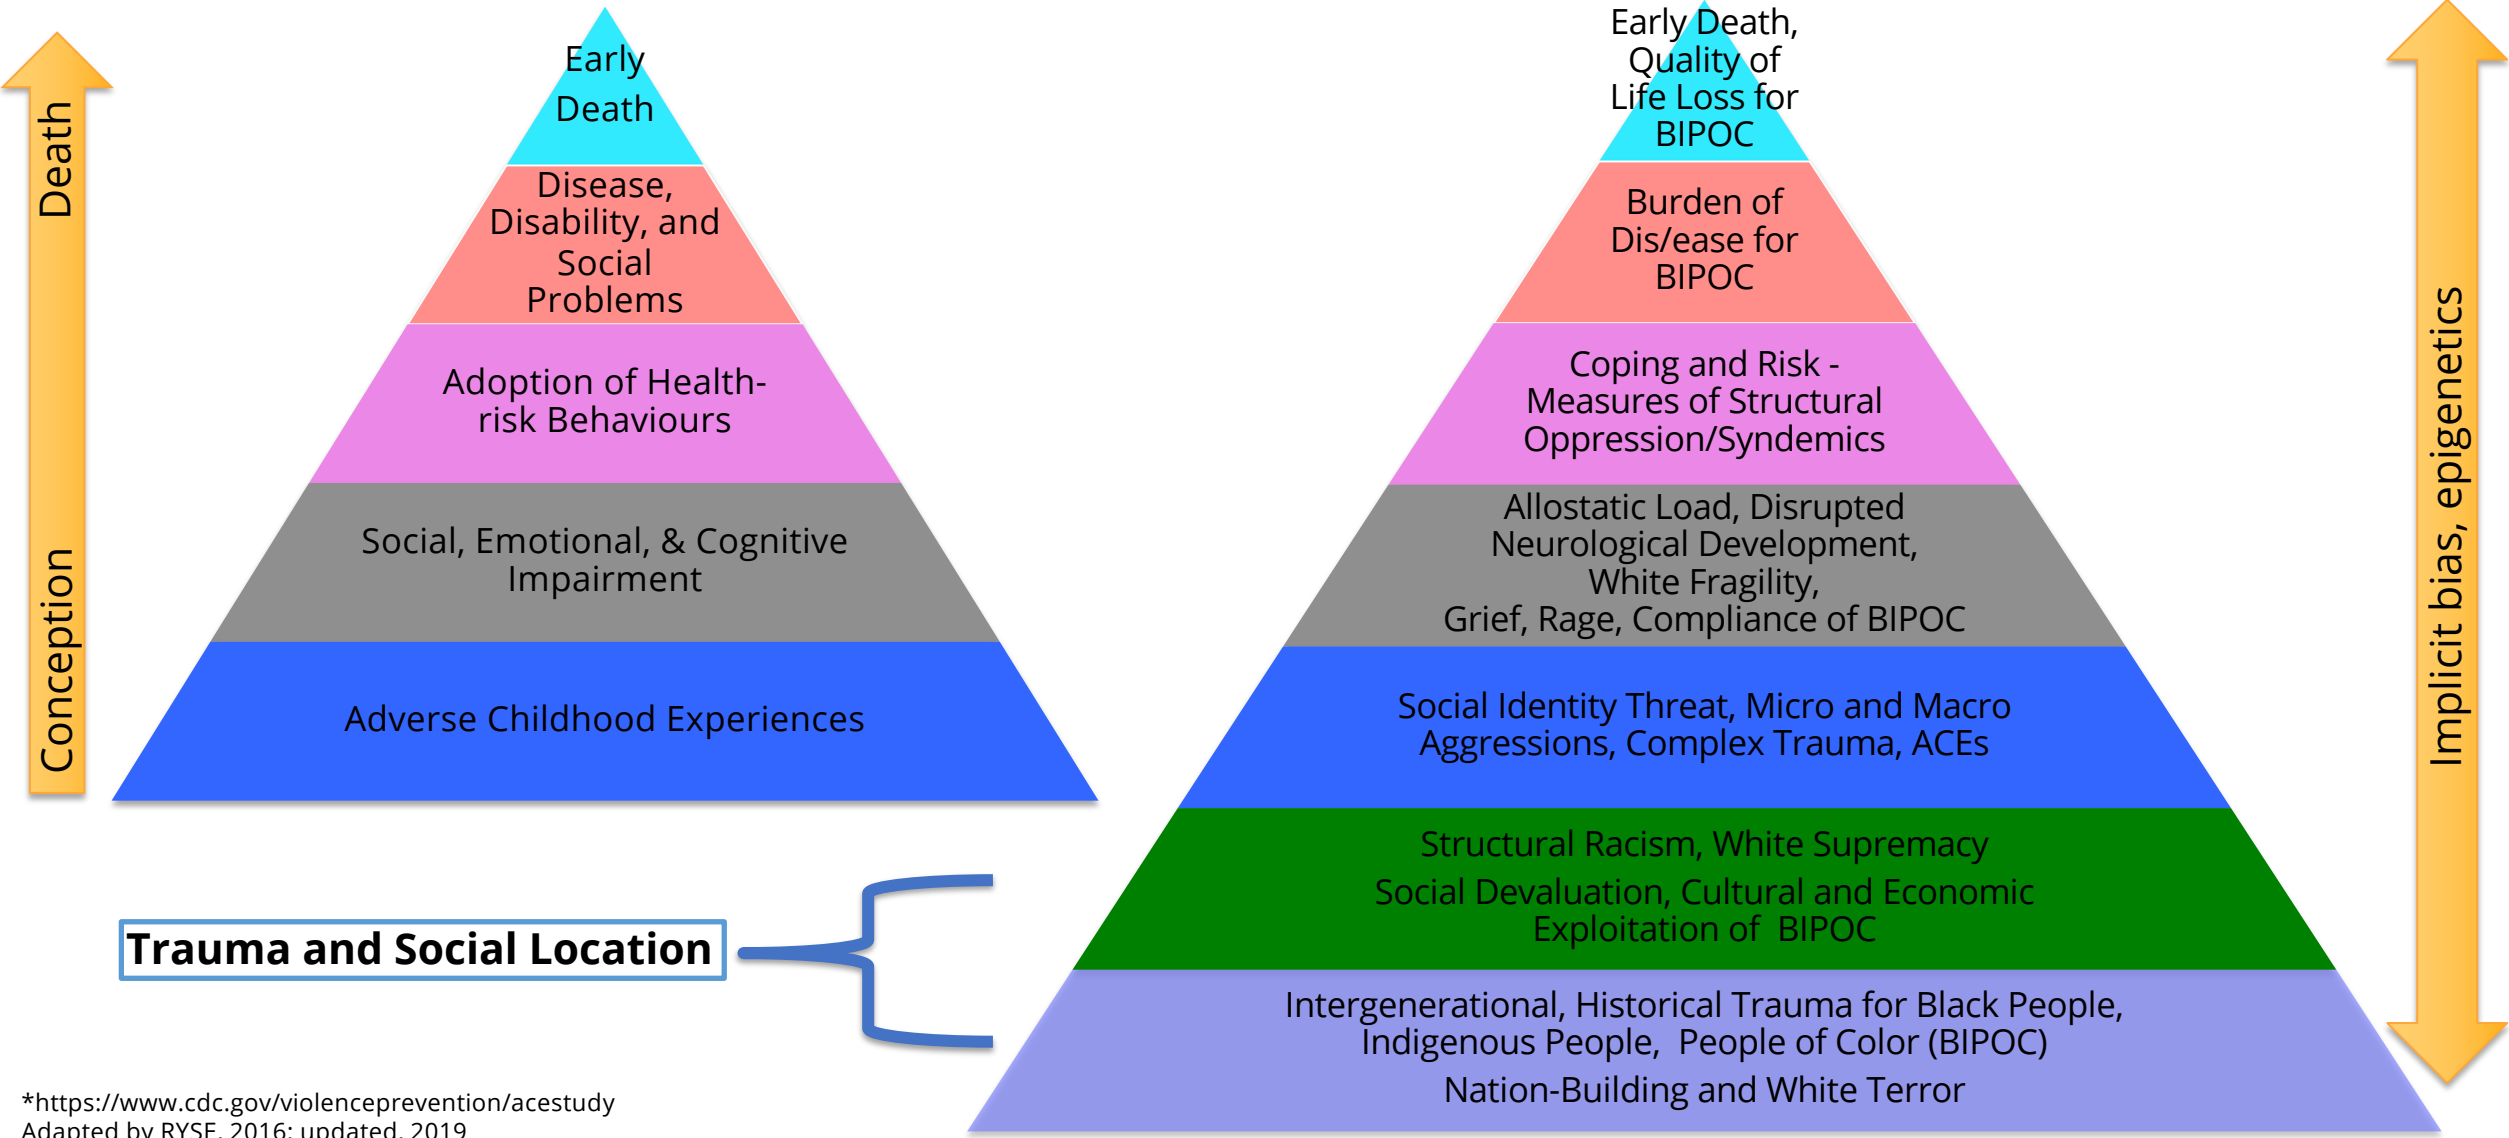 Death
Conception
Early
Death
Disease,
Disability, and
Social
Problems
Adoption of Health-
risk Behaviours
Social, Emotional, & Cognitive
Impairment
Adverse Childhood Experiences
Trauma and Social Location
*https://www.cdc.gov/violenceprevention/acestudy
Adapted by RYSE, 2016; updated, 2019
Early Death,
Quality of
Life Loss for
BIPOC
Burden of
Dis/ease for
BIPOC
Coping and Risk -
Measures of Structural
Oppression/Syndemics
Allostatic Load, Disrupted
Neurological Development,
White Fragility,
Grief, Rage, Compliance of BIPOC
Social Identity Threat, Micro and Macro
Aggressions, Complex Trauma, ACEs
Structural Racism, White Supremacy
Social Devaluation, Cultural and Economic
Exploitation of  BIPOC
Intergenerational, Historical Trauma for Black People,
Indigenous People,  People of Color (BIPOC)
Nation-Building and White Terror
Implicit bias, epigenetics